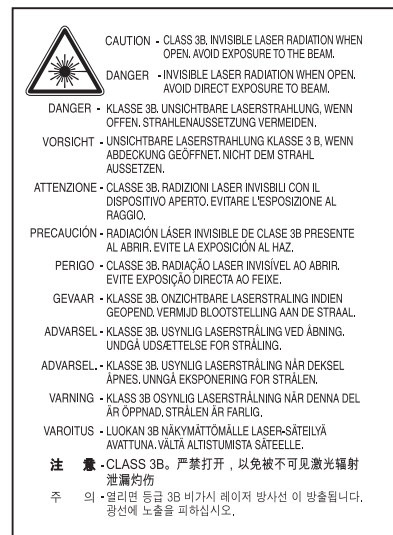 CAUTION - CLASS 3B. INVISIBLE LASER RADIATION WHEN
OPEN. AVOID EXPOSURE TO THE BEAM.
DANGER - INVISIBLE LASER RADIATION WHEN OPEN.
AVOID DIRECT EXPOSURE TO BEAM.
DANGER - KLASSE 3B. UNSICHTBARE LASERSTRAHLUNG, WENN
OFFEN. STRAHLENAUSSETZUNG VERMEIDEN.
VORSICHT - UNSICHTBARE LASERSTRAHLUNG KLASSE 3 B, WENN
ABDECKUNG GEÖFFNET. NICHT DEM STRAHL
AUSSETZEN.
ATTENZIONE - CLASSE 3B. RADIZIONI LASER INVISBILI CON IL
DISPOSITIVO APERTO. EVITARE L'ESPOSIZIONE AL
RAGGIO.
PRECAUCIÓN - RADIACIÓN LÁSER INVISIBLE DE CLASE 3B PRESENTE
AL ABRIR. EVITE LA EXPOSICIÓN AL HAZ.
PERIGO - CLASSE 3B. RADIAÇÃO LASER INVISÍVEL AO ABRIR.
EVITE EXPOSIÇÃO DIRECTA AO FEIXE.
GEVAAR - KLASSE 3B. ONZICHTBARE LASERSTRALING INDIEN
GEOPEND. VERMIJD BLOOTSTELLING AAN DE STRAAL.
ADVARSEL - KLASSE 3B. USYNLIG LASERSTRÅLING VED ÅBNING.
UNDGÅ UDSÆTTELSE FOR STRÅLING.
ADVARSEL. - KLASSE 3B. USYNLIG LASERSTRÅLING NÅR DEKSEL
ÅPNES. UNNGÅ EKSPONERING FOR STRÅLEN.
VARNING - KLASS 3B OSYNLIG LASERSTRÅLNING NÄR DENNA DEL
ÄR ÖPPNAD. STRÅLEN ÄR FARLIG.
VAROITUS - LUOKAN 3B NÄKYMÄTTÖMÄLLE LASER-SÄTEILYÄ
AVATTUNA. VÄLTÄ ALTISTUMISTA SÄTEELLE.
注 意 - CLASS 3B。严禁打开，以免被不可见激光辐射
泄漏灼伤
주 의 - 열리면 등급 3B 비가시 레이저 방사선 이 방출됩니다.
광선에 노출을 피하십시오.